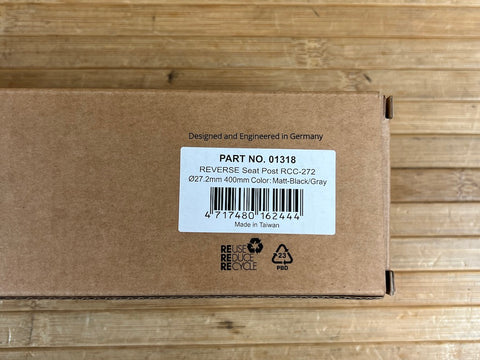 Designed and Engineered in Germany
PART NO. 01318
REVERSE Seat Post RCC-272
Ø27.2mm 400mm Color: Matt-Black/Gray
4 717480 162444
Made in Taiwan
REUSE
REDUCE
RECYCLE
23
PBD